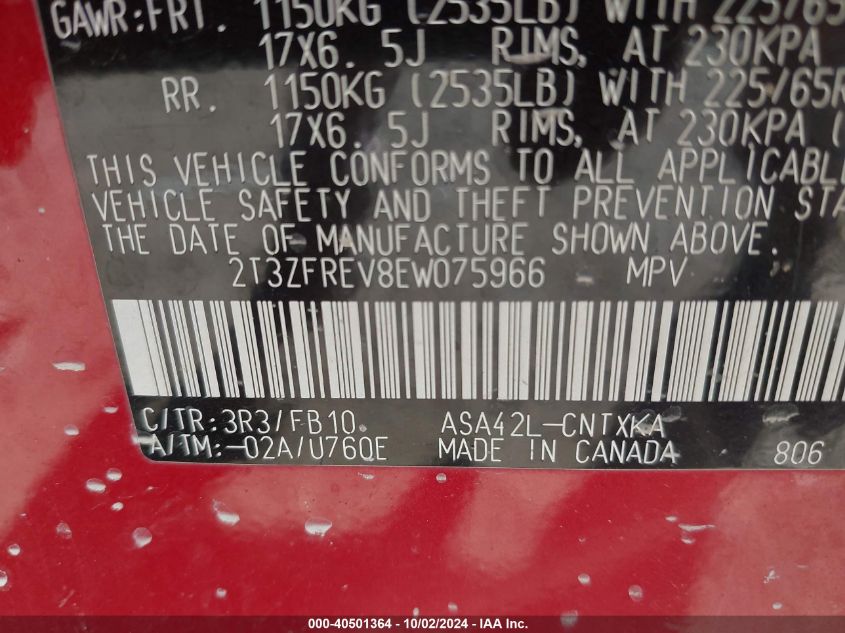 GAWR:FRT. 1150KG (2535LB) WITH 225/65
17X6.5J RIMS, AT 230KPA
RR. 1150KG (2535LB) WITH 225/65R
17X6.5J RIMS, AT 230KPA (
THIS VEHICLE CONFORMS TO ALL APPLICABLE
VEHICLE SAFETY AND THEFT PREVENTION STA
THE DATE OF MANUFACTURE SHOWN ABOVE.
2T3ZFREV8EW075966 MPV
C/TR:3R3/FB10 ASA42L-CNTXKA
A/TM:-02A/U760E MADE IN CANADA 806
000-40501364 - 10/02/2024 - IAA Inc.